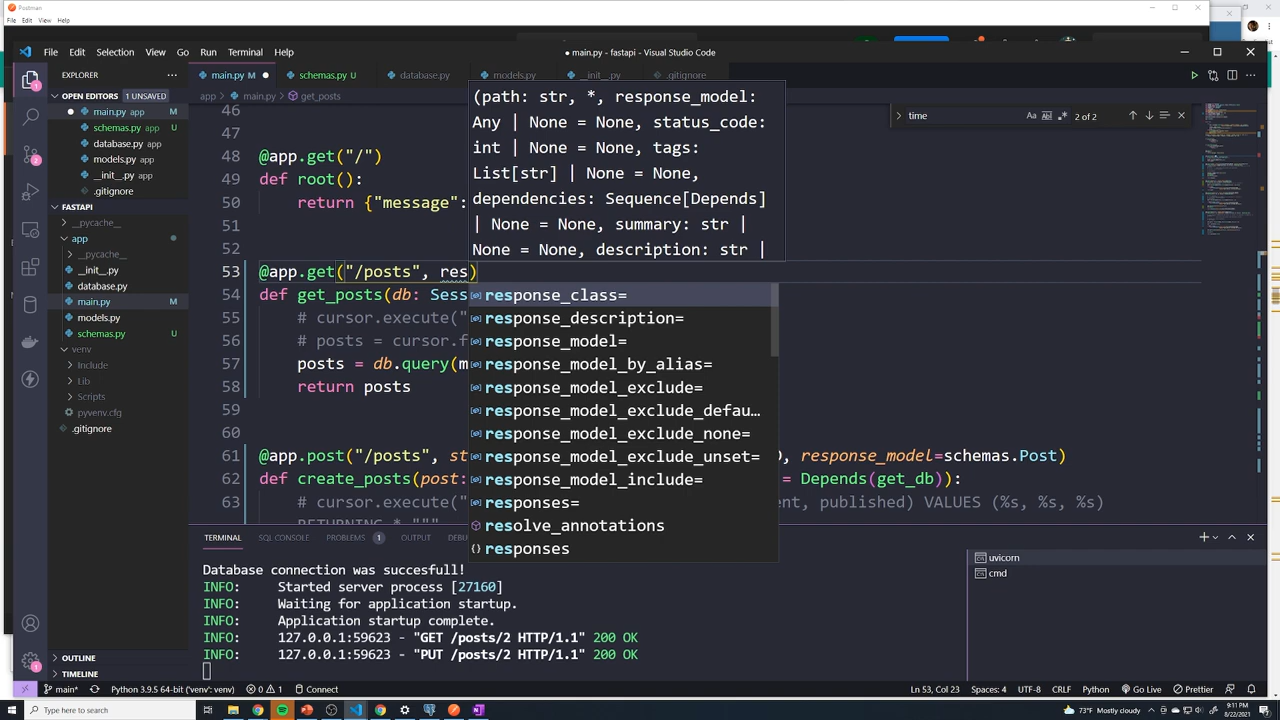 Postman
File Edit View Help
File Edit Selection View Go Run Terminal Help
● main.py - fastapi - Visual Studio Code
EXPLORER
OPEN EDITORS 1 UNSAVED
main.py app M
schemas.py U
database.py
models.py
__init__.py
.gitignore
FASTAPI
__pycache__
app
__pycache__
__init__.py
database.py
main.py M
models.py
schemas.py U
venv
Include
Lib
Scripts
pyvenv.cfg
.gitignore
OUTLINE
TIMELINE
main.py M schemas.py U database.py models.py __init__.py .gitignore
app > main.py > get_posts
time Aa ab 2 of 2
46
47
48 @app.get("/")
49 def root():
50 return {"message":
51
52
53 @app.get("/posts", res)
54 def get_posts(db: Sess
55 # cursor.execute("
56 # posts = cursor.f
57 posts = db.query(m
58 return posts
59
60
61 @app.post("/posts", st D, response_model=schemas.Post)
62 def create_posts(post: = Depends(get_db)):
63 # cursor.execute(" ent, published) VALUES (%s, %s, %s)
RETURNING * """
(path: str, *, response_model:
Any | None = None, status_code:
int | None = None, tags:
List[str] | None = None,
dependencies: Sequence[Depends]
| None = None, summary: str |
None = None, description: str |
response_class=
response_description=
response_model=
response_model_by_alias=
response_model_exclude=
response_model_exclude_defau…
response_model_exclude_none=
response_model_exclude_unset=
response_model_include=
responses=
resolve_annotations
responses
TERMINAL SQL CONSOLE PROBLEMS 1 OUTPUT DEBU
Database connection was succesfull!
INFO: Started server process [27160]
INFO: Waiting for application startup.
INFO: Application startup complete.
INFO: 127.0.0.1:59623 - "GET /posts/2 HTTP/1.1" 200 OK
INFO: 127.0.0.1:59623 - "PUT /posts/2 HTTP/1.1" 200 OK
uvicorn
cmd
main* Python 3.9.5 64-bit ('venv': venv) 0 1 Connect Ln 53, Col 23 Spaces: 4 UTF-8 CRLF Python Go Live Prettier
Type here to search
73°F Mostly cloudy
9:11 PM
8/22/2021